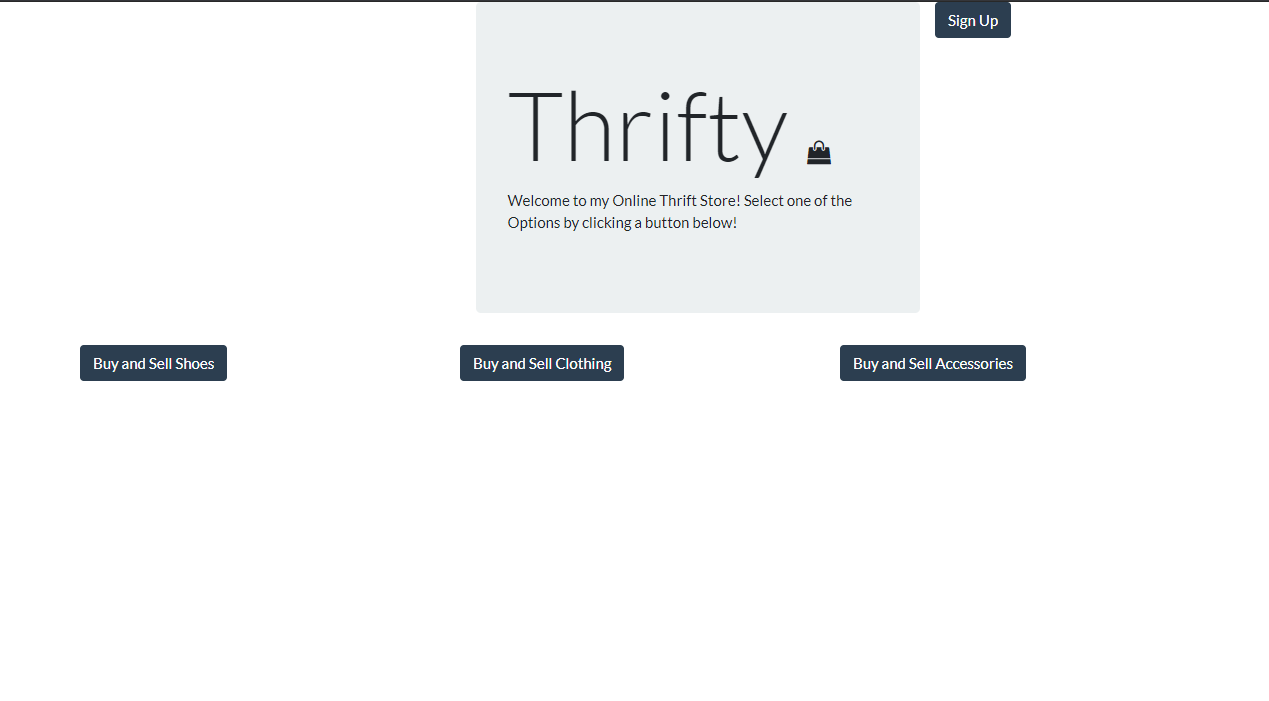 Sign Up
Thrifty
Welcome to my Online Thrift Store! Select one of the
Options by clicking a button below!
Buy and Sell Shoes
Buy and Sell Clothing
Buy and Sell Accessories